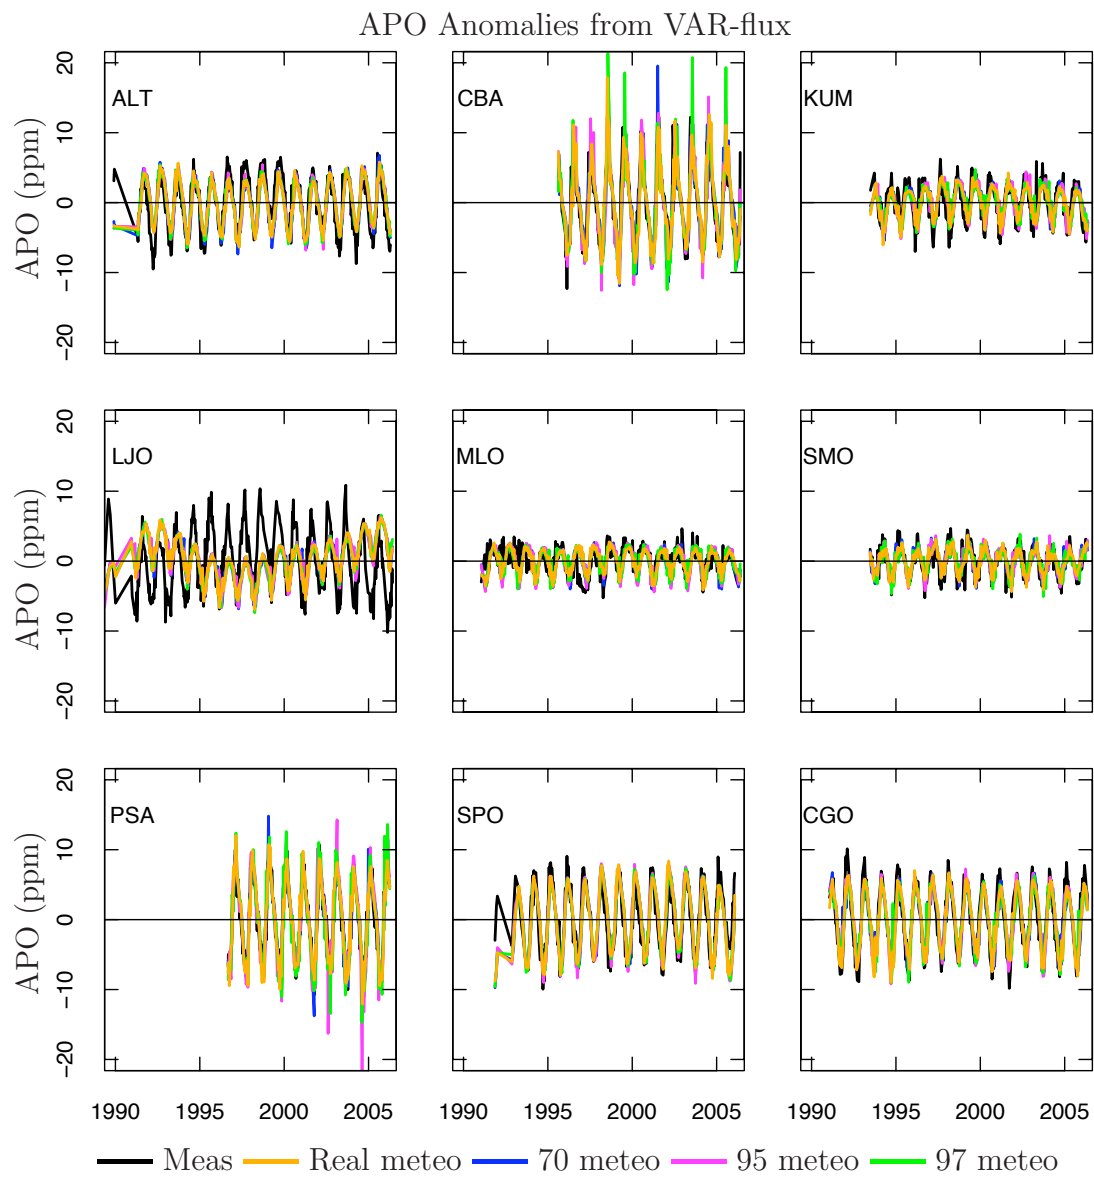 APO Anomalies from VAR-flux
ALT
CBA
KUM
APO (ppm)
20
10
0
−10
−20
LJO
MLO
SMO
APO (ppm)
20
10
0
−10
−20
PSA
SPO
CGO
APO (ppm)
20
10
0
−10
−20
1990 1995 2000 2005
1990 1995 2000 2005
1990 1995 2000 2005
Meas Real meteo 70 meteo 95 meteo 97 meteo